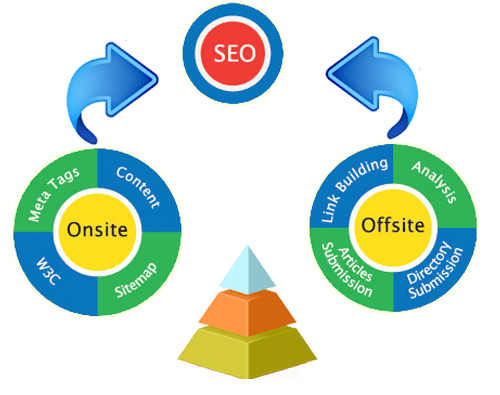 SEO
Onsite
Meta Tags
Content
W3C
Sitemap
Offsite
Link Building
Analysis
Articles
Submission
Directory
Submission